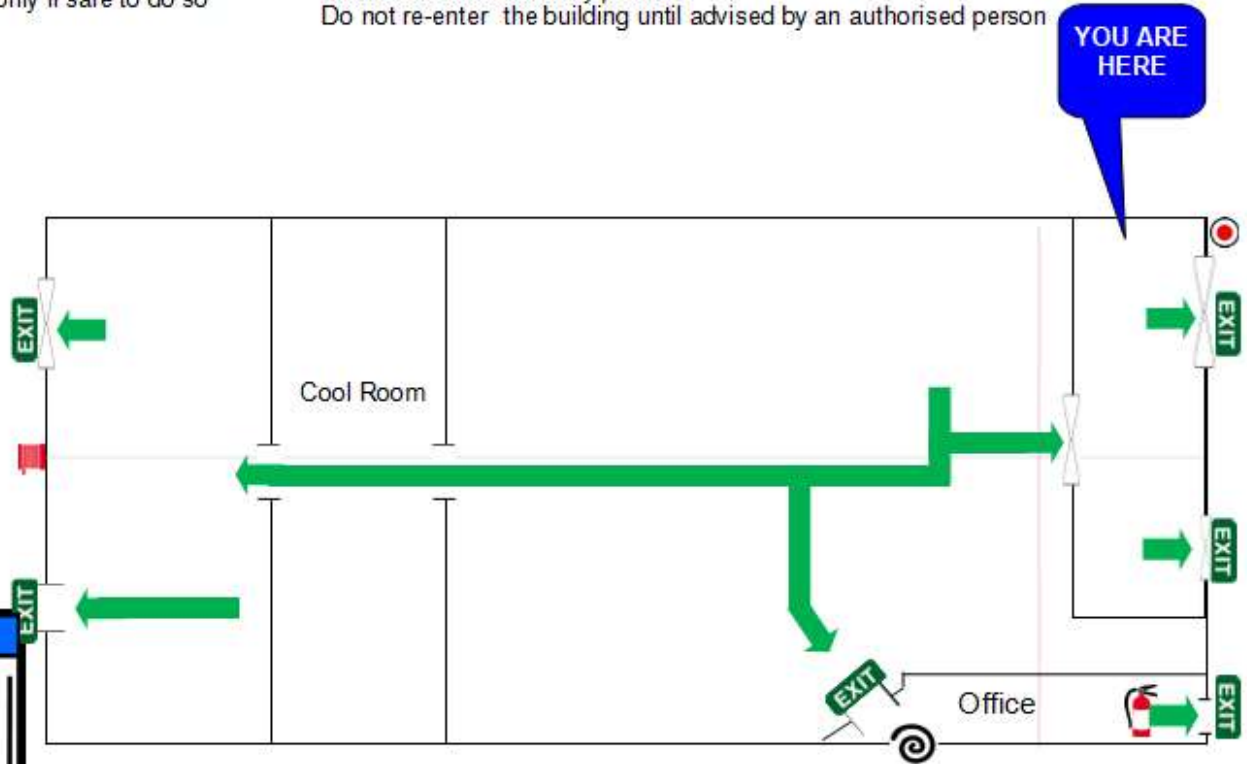 only if safe to do so
Do not re-enter the building until advised by an authorised person
YOU ARE
HERE
EXIT
EXIT
Cool Room
EXIT
EXIT
EXIT
Office
EXIT